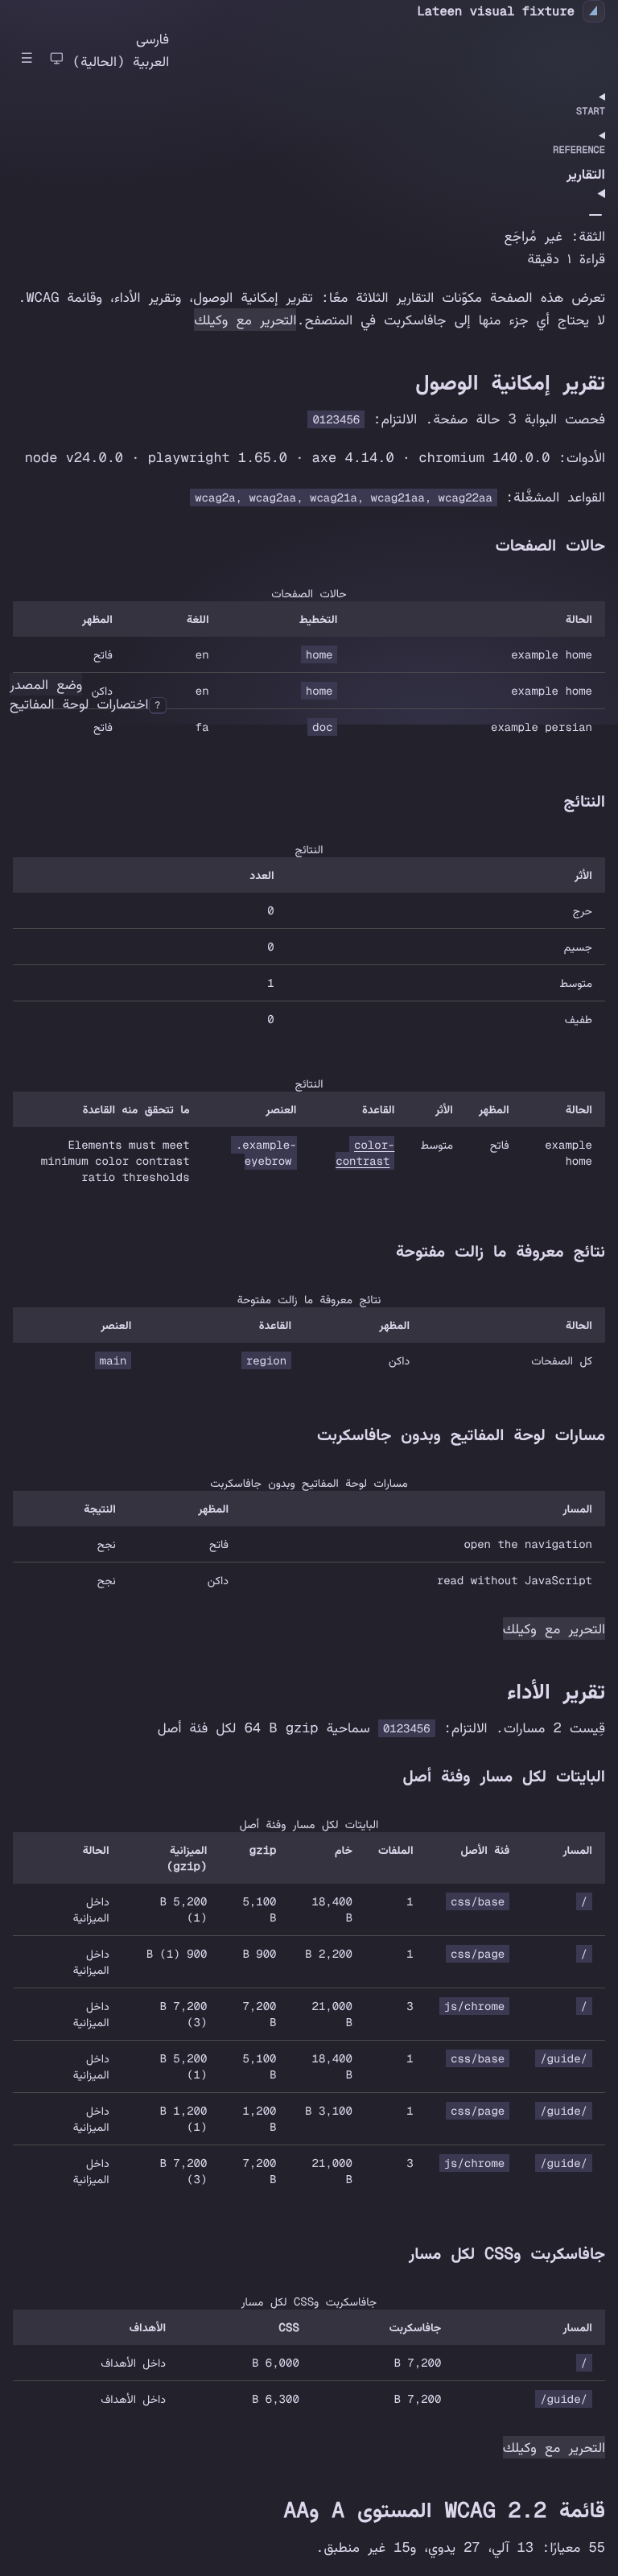 Lateen visual fixture
فارسی
العربية (الحالية)
START
REFERENCE
التقارير
الثقة: غير مُراجَع
قراءة ١ دقيقة
تعرض هذه الصفحة مكوّنات التقارير الثلاثة معًا: تقرير إمكانية الوصول، وتقرير الأداء، وقائمة WCAG.
لا يحتاج أي جزء منها إلى جافاسكربت في المتصفح. التحرير مع وكيلك
تقرير إمكانية الوصول
فحصت البوابة 3 حالة صفحة. الالتزام: 0123456
الأدوات: node v24.0.0 · playwright 1.65.0 · axe 4.14.0 · chromium 140.0.0
القواعد المشغَّلة: wcag2a, wcag2aa, wcag21a, wcag21aa, wcag22aa
حالات الصفحات
حالات الصفحات
الحالة التخطيط اللغة المظهر
example home home en فاتح
example home home en داكن
example persian doc fa فاتح
وضع المصدر
? اختصارات لوحة المفاتيح
النتائج
النتائج
الأثر العدد
حرج 0
جسيم 0
متوسط 1
طفيف 0
النتائج
الحالة المظهر الأثر القاعدة العنصر ما تتحقق منه القاعدة
example فاتح متوسط color- .example- Elements must meet
home contrast eyebrow minimum color contrast
ratio thresholds
نتائج معروفة ما زالت مفتوحة
نتائج معروفة ما زالت مفتوحة
الحالة المظهر القاعدة العنصر
كل الصفحات داكن region main
مسارات لوحة المفاتيح وبدون جافاسكربت
مسارات لوحة المفاتيح وبدون جافاسكربت
المسار المظهر النتيجة
open the navigation فاتح نجح
read without JavaScript داكن نجح
التحرير مع وكيلك
تقرير الأداء
قِيست 2 مسارات. الالتزام: 0123456 سماحية 64 B gzip لكل فئة أصل
البايتات لكل مسار وفئة أصل
البايتات لكل مسار وفئة أصل
المسار فئة الأصل الملفات خام gzip الميزانية الحالة
(gzip)
/ css/base 1 18,400 5,100 5,200 B داخل
B B (1) الميزانية
/ css/page 1 2,200 B 900 B 900 B (1) داخل
الميزانية
/ js/chrome 3 21,000 7,200 7,200 B داخل
B B (3) الميزانية
/guide/ css/base 1 18,400 5,100 5,200 B داخل
B B (1) الميزانية
/guide/ css/page 1 3,100 B 1,200 1,200 B داخل
B (1) الميزانية
/guide/ js/chrome 3 21,000 7,200 7,200 B داخل
B B (3) الميزانية
جافاسكربت وCSS لكل مسار
جافاسكربت وCSS لكل مسار
المسار جافاسكربت CSS الأهداف
/ 7,200 B 6,000 B داخل الأهداف
/guide/ 7,200 B 6,300 B داخل الأهداف
التحرير مع وكيلك
قائمة WCAG 2.2 المستوى A وAA
55 معيارًا: 13 آلي، 27 يدوي، و15 غير منطبق.